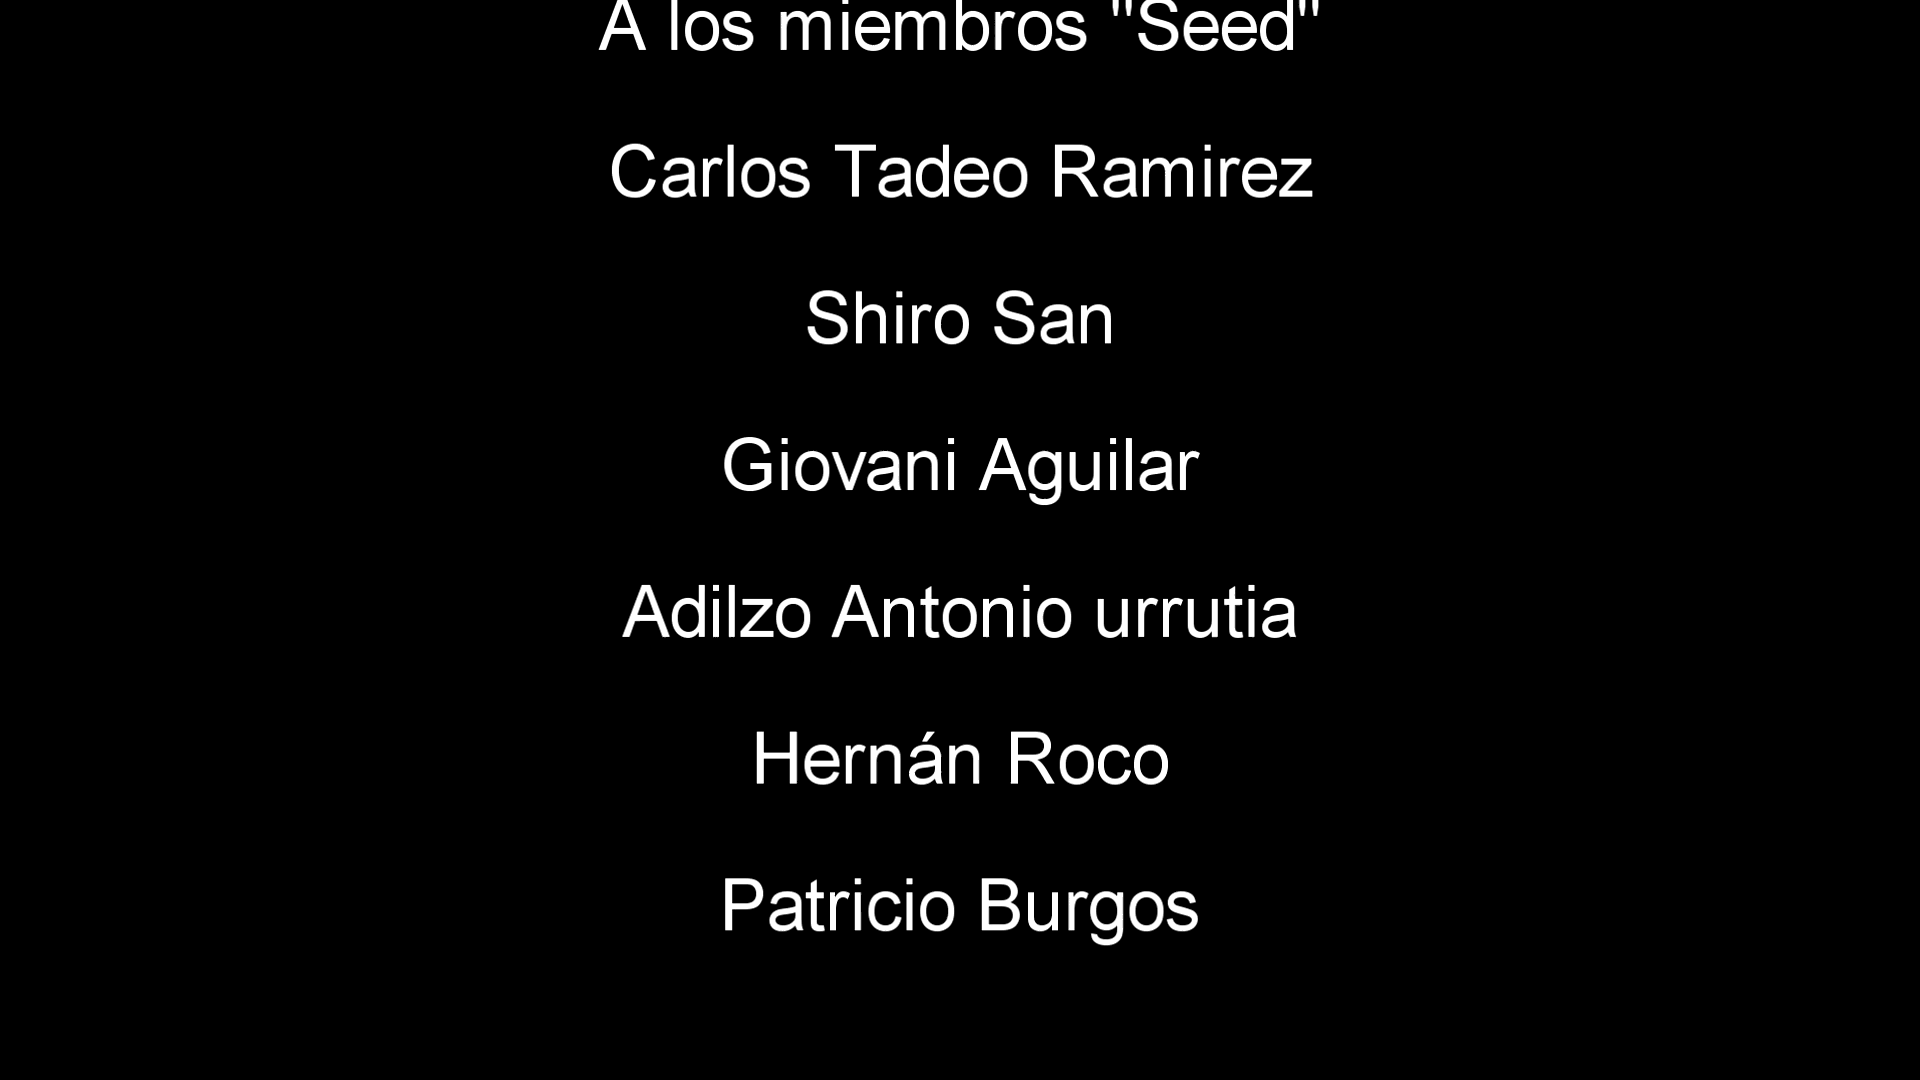 A los miembros "Seed"
Carlos Tadeo Ramirez
Shiro San
Giovani Aguilar
Adilzo Antonio urrutia
Hernán Roco
Patricio Burgos